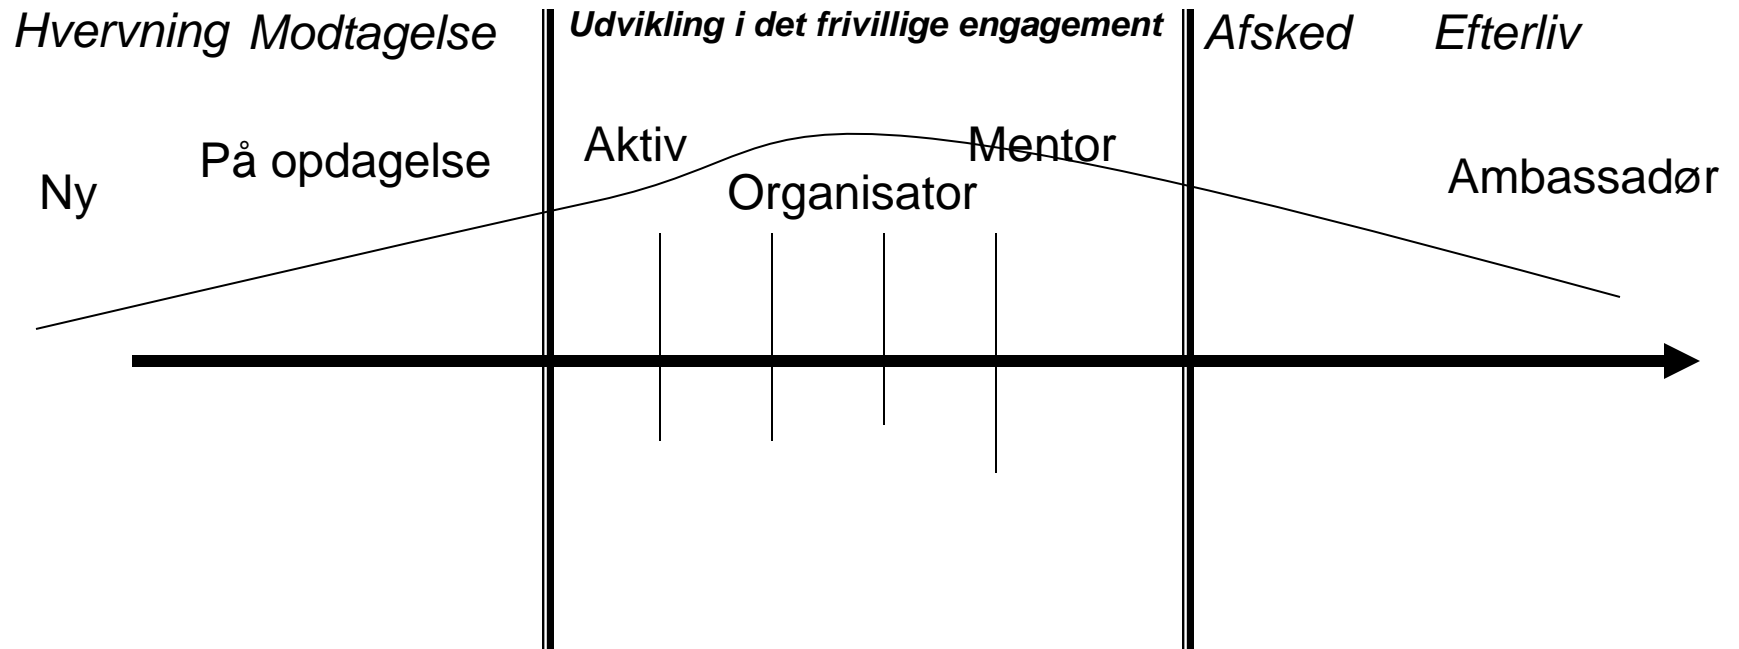 Hvervning Modtagelse
Udvikling i det frivillige engagement
Afsked Efterliv
Ny
På opdagelse
Aktiv
Organisator
Mentor
Ambassadør